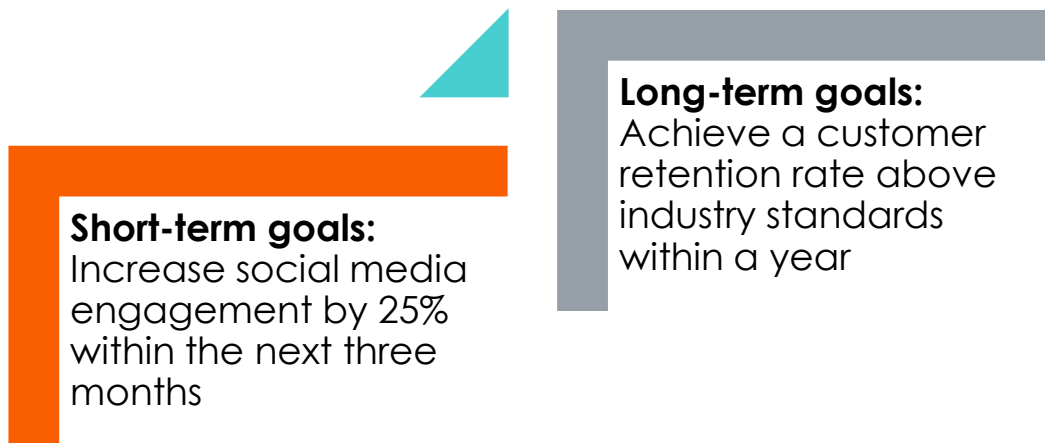 Short-term goals:
Increase social media
engagement by 25%
within the next three
months
Long-term goals:
Achieve a customer
retention rate above
industry standards
within a year